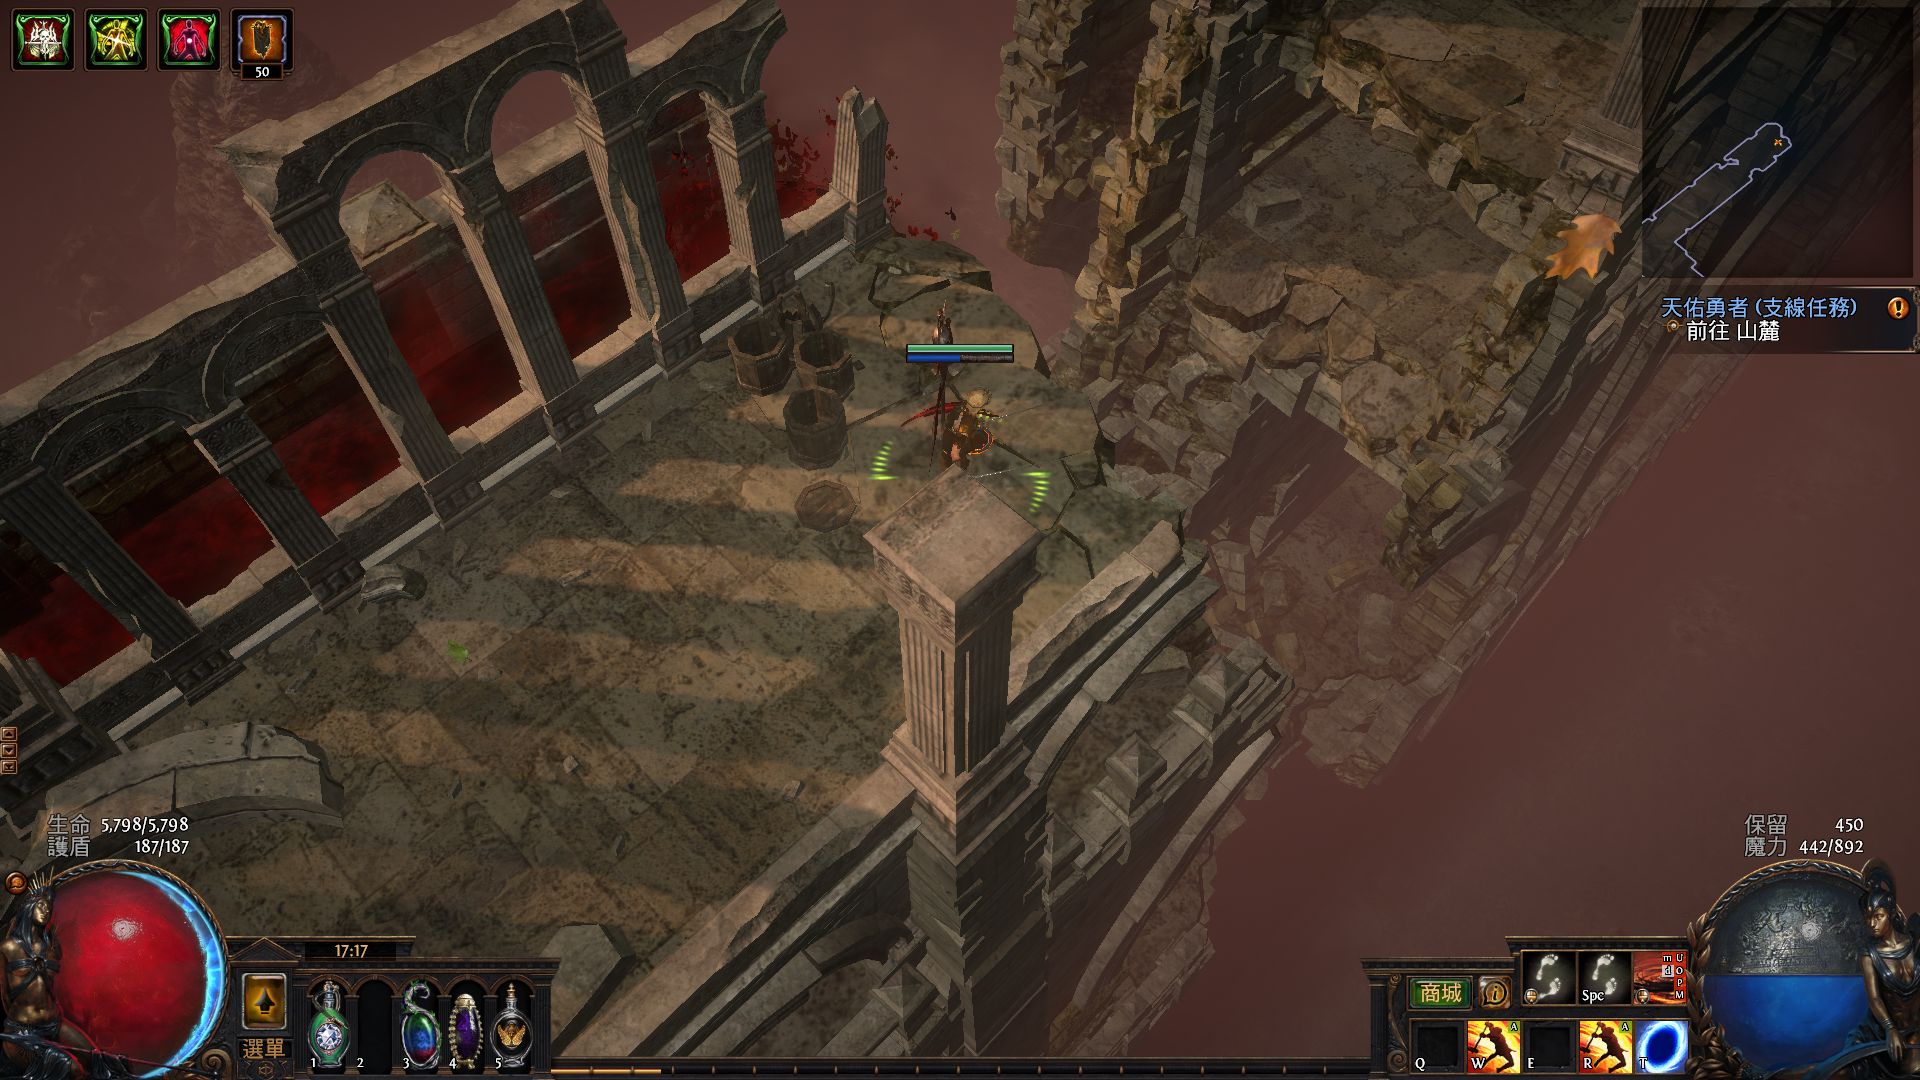 50
天佑勇者 (支線任務)
前往 山麓
生命 5,798/5,798
護盾 187/187
保留 450
魔力 442/892
17:17
選單
1
2
3
4
5
商城
Spc
m U
d O
P
M
Q
W
A
E
R
A
T